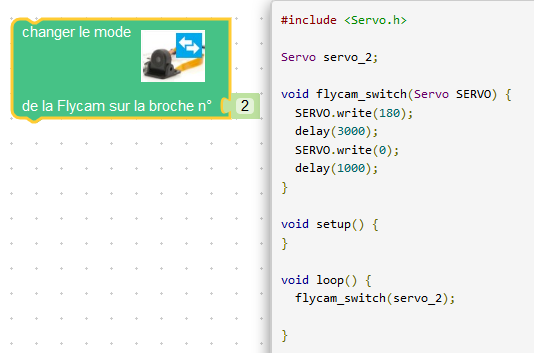 changer le mode
de la Flycam sur la broche n° 2
#include <Servo.h>
Servo servo_2;
void flycam_switch(Servo SERVO) {
SERVO.write(180);
delay(3000);
SERVO.write(0);
delay(1000);
}
void setup() {
}
void loop() {
flycam_switch(servo_2);
}